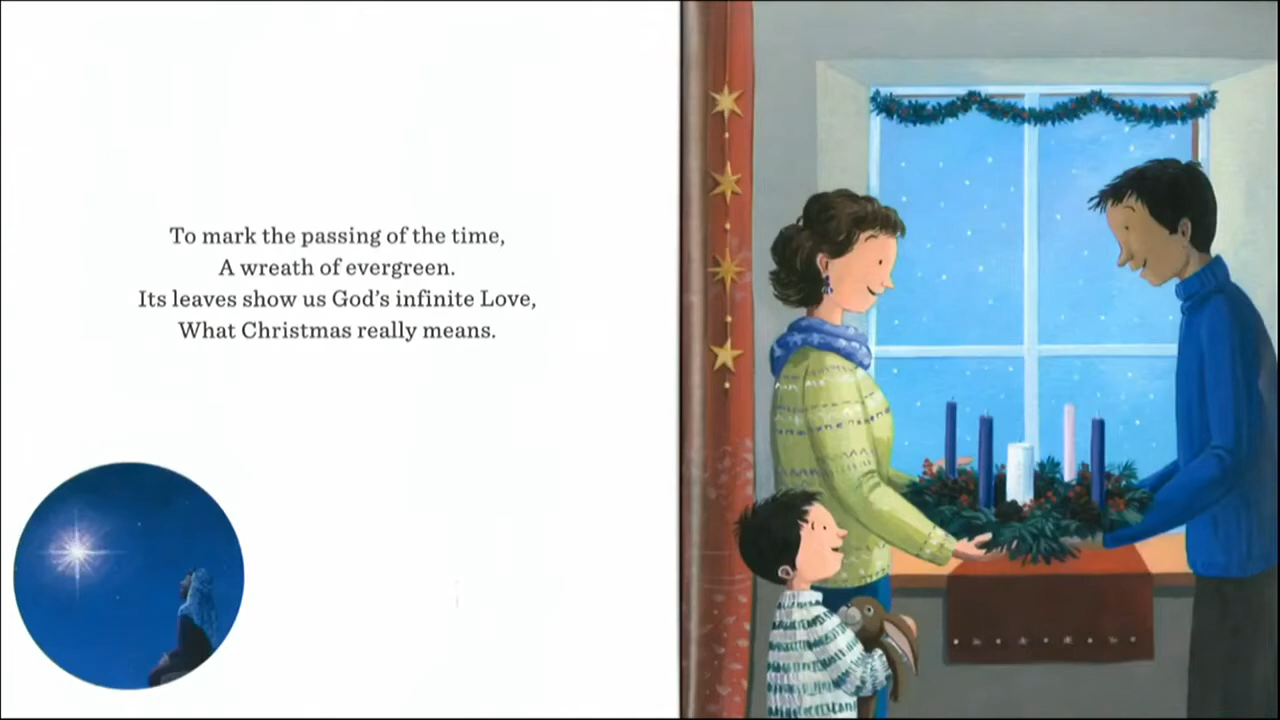 To mark the passing of the time,
A wreath of evergreen.
Its leaves show us God’s infinite Love,
What Christmas really means.